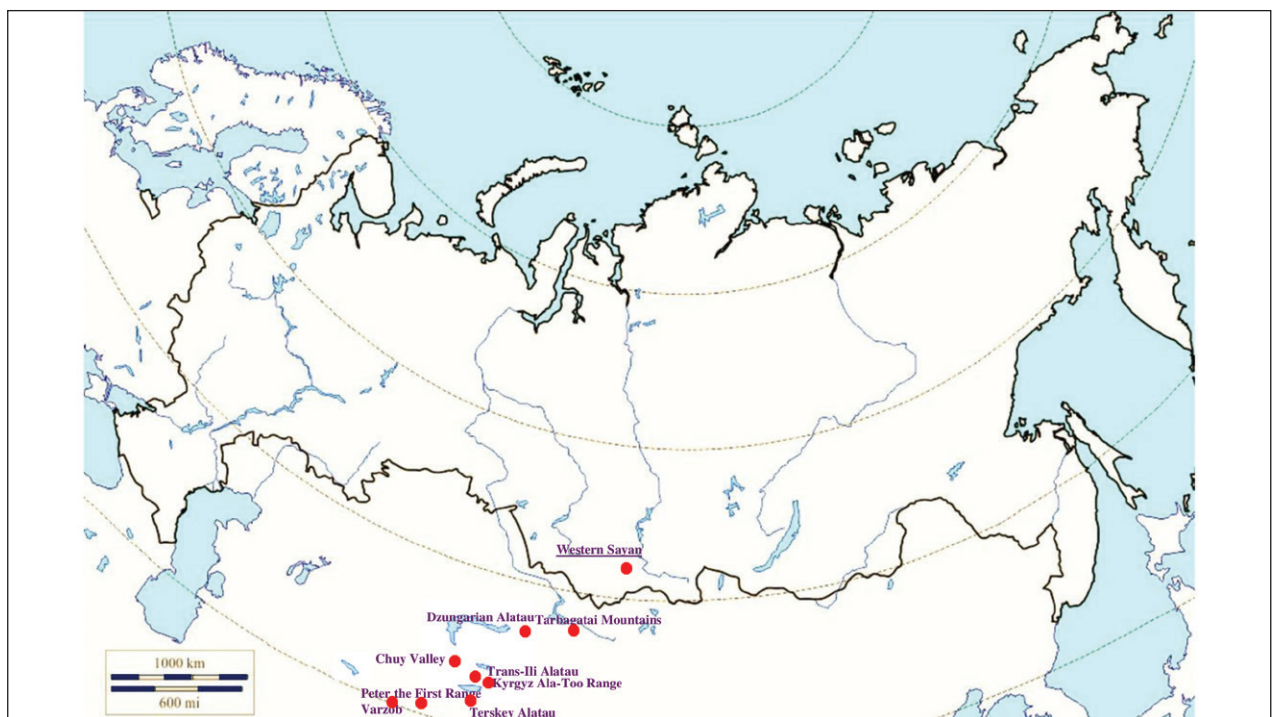 Western Sayan
Dzungarian Alatau
Tarbagatai Mountains
Chuy Valley
Trans-Ili Alatau
Kyrgyz Ala-Too Range
Peter the First Range
Varzob
Terskey Alatau
1000 km
600 mi